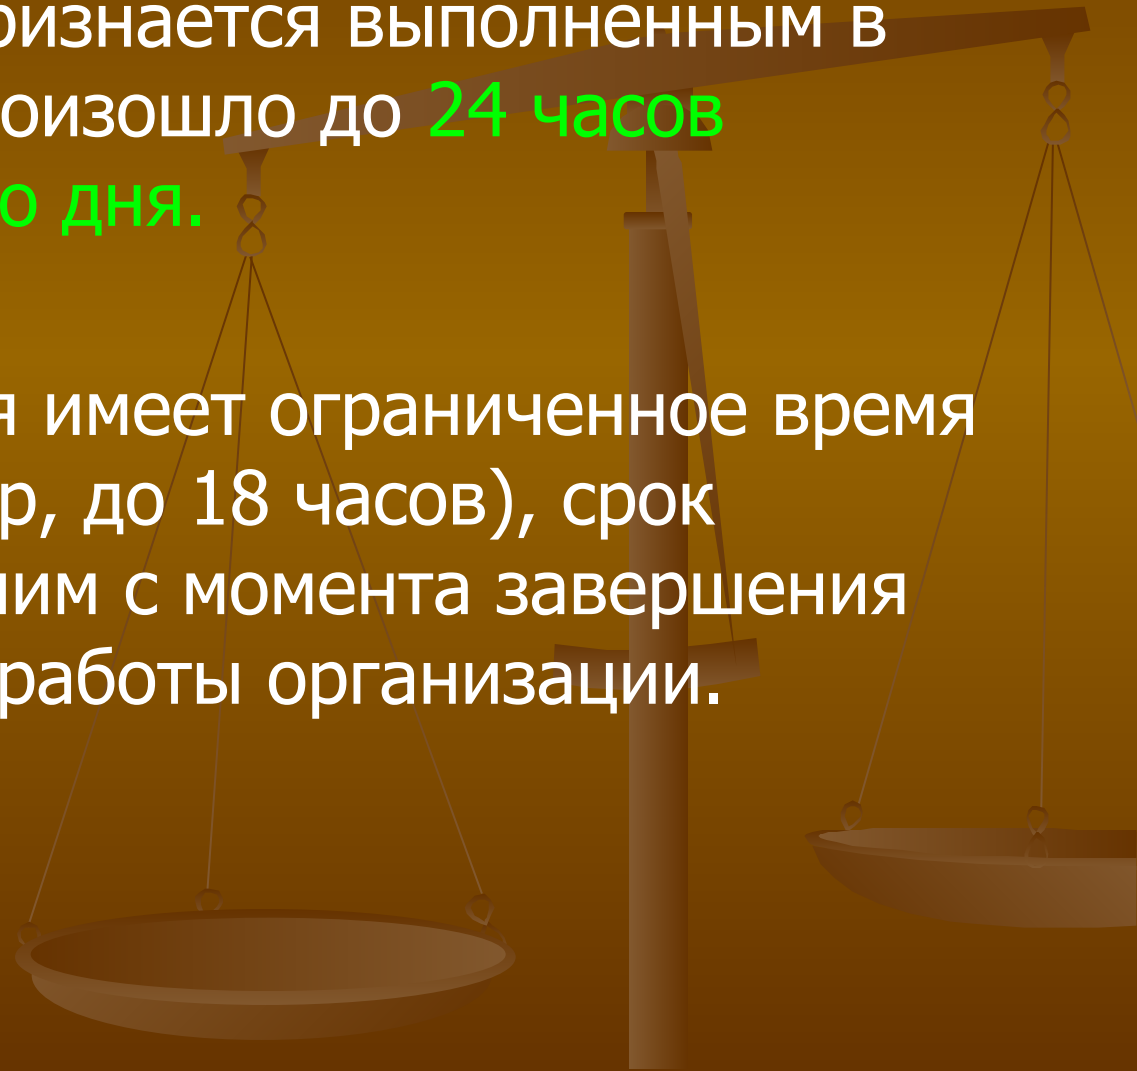 ризнается выполненным в
оизошло до 24 часов
о дня.
я имеет ограниченное время
р, до 18 часов), срок
ним с момента завершения
работы организации.